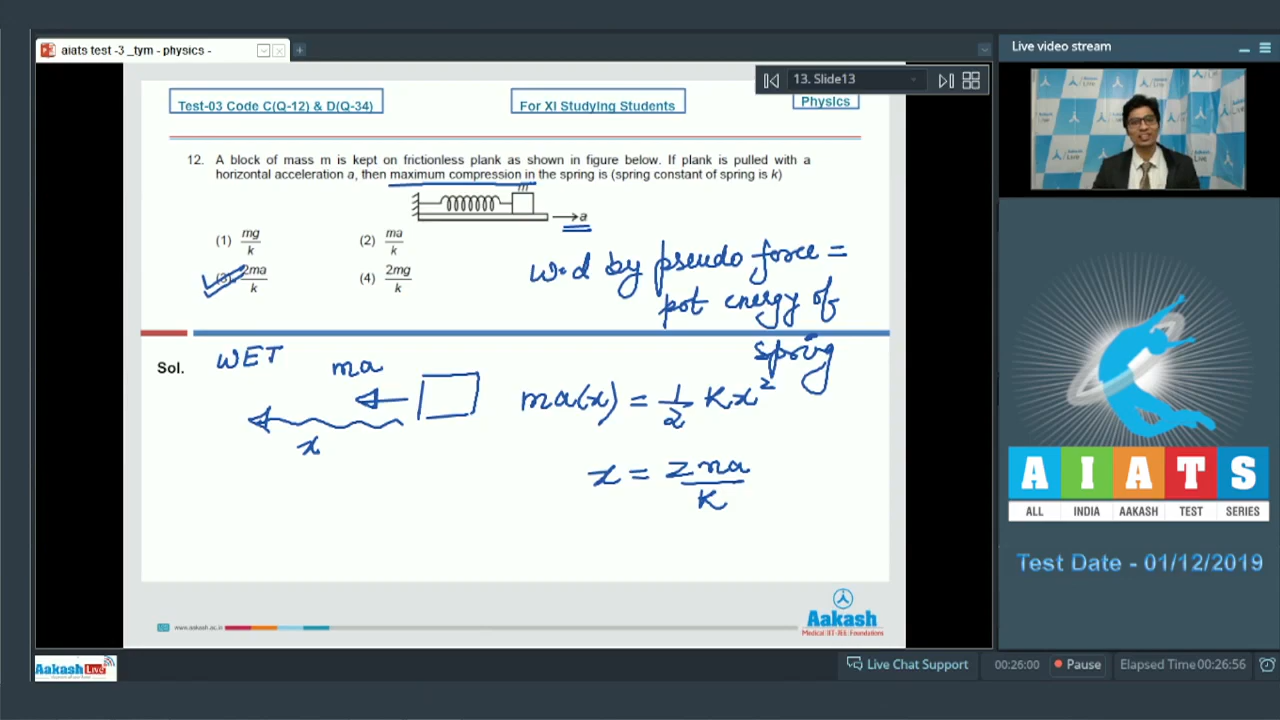 aiats test -3 _tym - physics -
Live video stream
13. Slide13
Test-03 Code C(Q-12) & D(Q-34)
For XI Studying Students
Physics
12. A block of mass m is kept on frictionless plank as shown in figure below. If plank is pulled with a
horizontal acceleration a, then maximum compression in the spring is (spring constant of spring is k)
m
a
(1) mg/k
(2) ma/k
(3) 2ma/k
(4) 2mg/k
w.d by pseudo force =
pot energy of
spring
Sol.
WET
ma
x
ma(x) = 1/2 Kx²
x = 2ma/K
A I A T S
ALL INDIA AAKASH TEST SERIES
Test Date - 01/12/2019
www.aakash.ac.in
Aakash
Medical IIT-JEE Foundations
Aakash Live
Live Chat Support
00:26:00
Pause
Elapsed Time 00:26:56